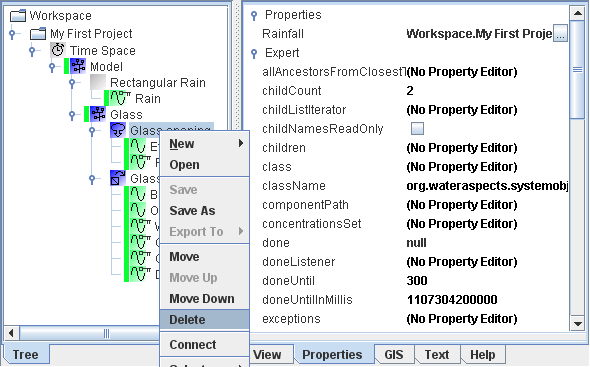 Workspace
My First Project
Time Space
Model
Rectangular Rain
Rain
Glass
Glass opening
E
F
Glas
B
O
W
C
C
D
New
Open
Save
Save As
Export To
Move
Move Up
Move Down
Delete
Connect
Tree
Properties
Rainfall Workspace.My First Proje ...
Expert
allAncestorsFromClosestT (No Property Editor)
childCount 2
childListIterator (No Property Editor)
childNamesReadOnly
children (No Property Editor)
class (No Property Editor)
className org.wateraspects.systemobj
componentPath (No Property Editor)
concentrationsSet (No Property Editor)
done null
doneListener (No Property Editor)
doneUntil 300
doneUntilInMillis 1107304200000
exceptions (No Property Editor)
View Properties GIS Text Help